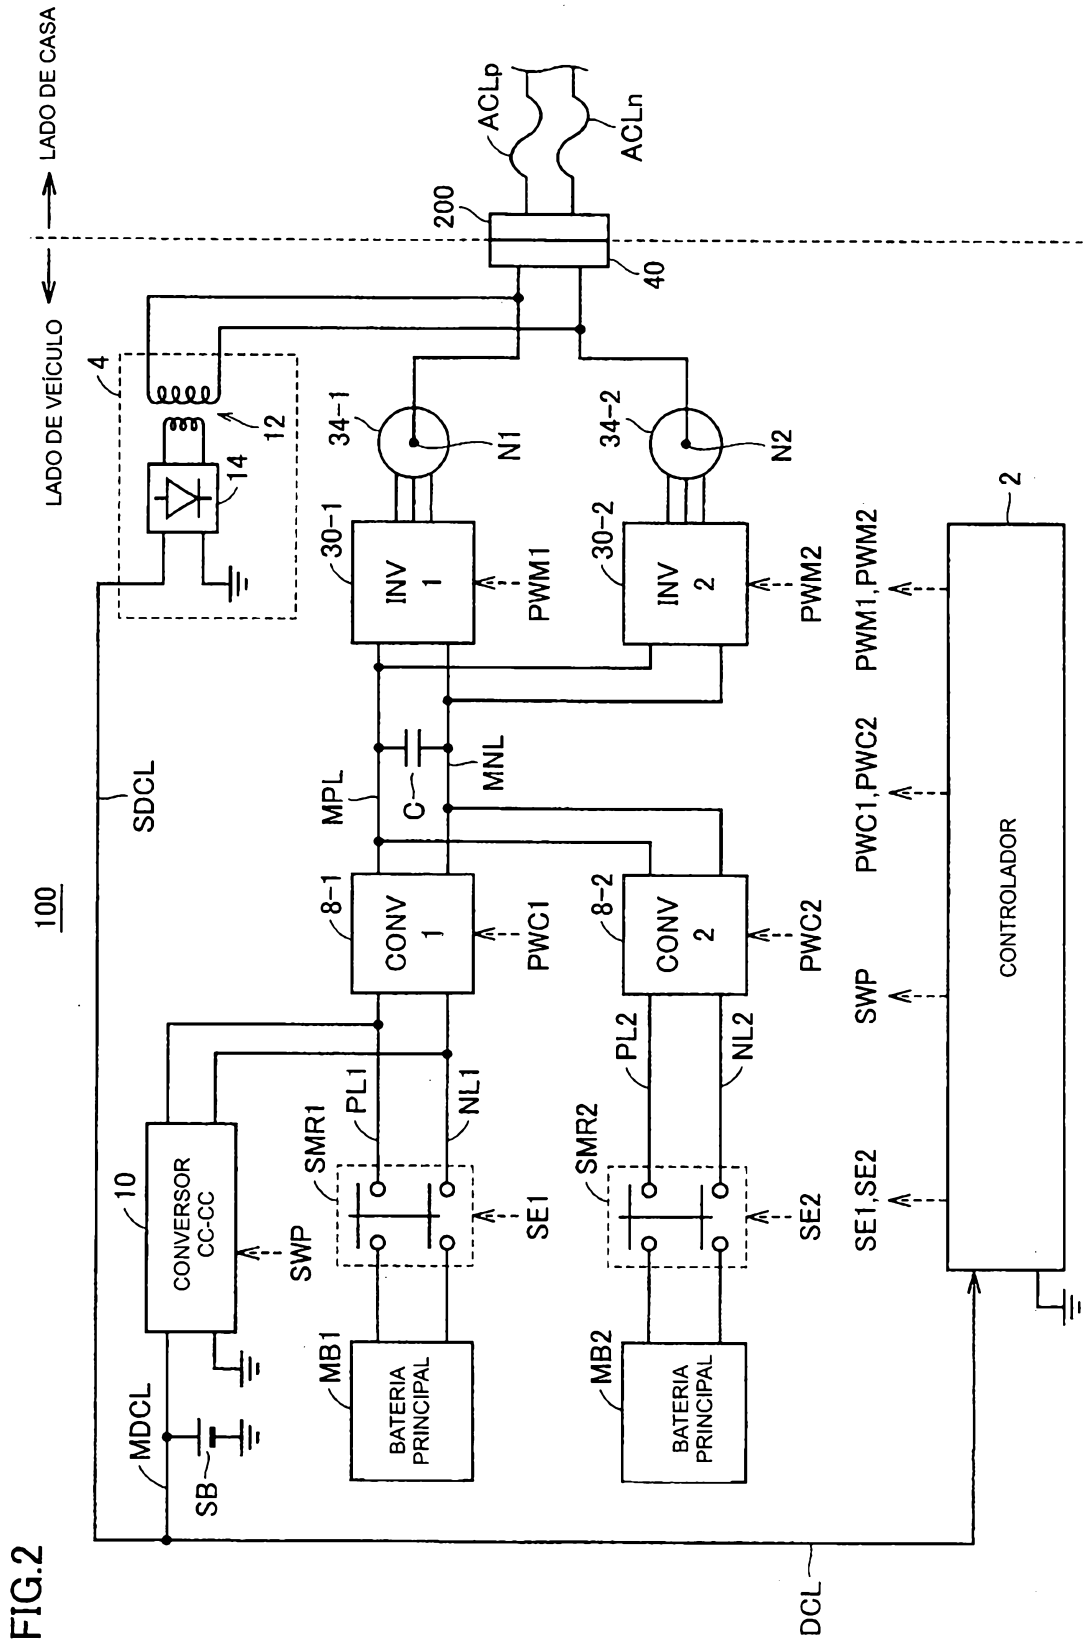 FIG.2
100
LADO DE VEÍCULO
LADO DE CASA
SDCL
4
12
14
MDCL
SB
10
CONVERSOR
CC-CC
SWP
MB1
BATERIA
PRINCIPAL
SMR1
SE1
PL1
NL1
8-1
CONV
1
PWC1
MPL
C
MNL
30-1
INV
1
PWM1
34-1
N1
200
40
ACLp
ACLn
MB2
BATERIA
PRINCIPAL
SMR2
SE2
PL2
NL2
8-2
CONV
2
PWC2
30-2
INV
2
PWM2
34-2
N2
SE1,SE2
SWP
PWC1,PWC2
PWM1,PWM2
2
CONTROLADOR
DCL